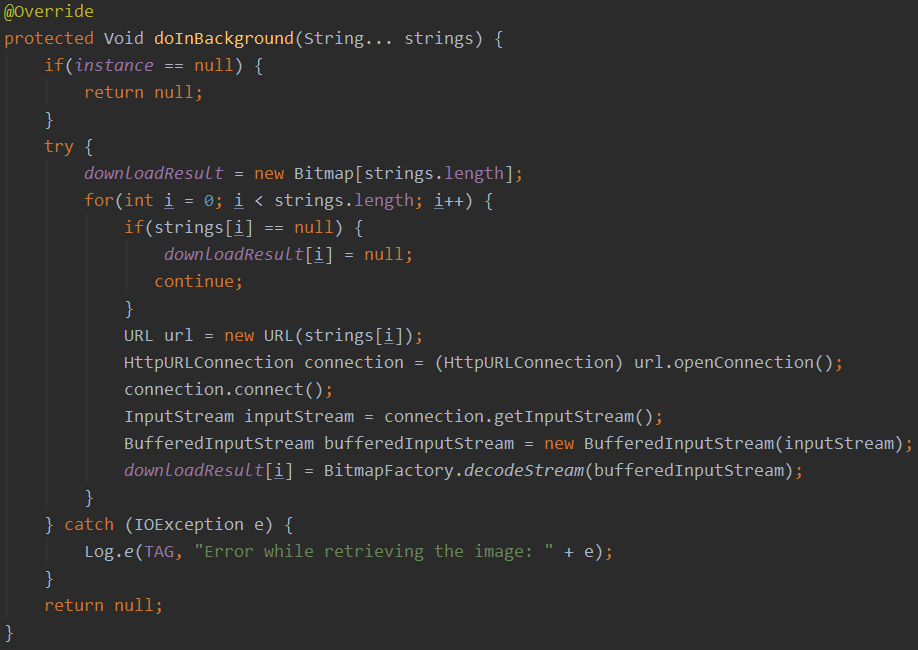 @Override
protected Void doInBackground(String... strings) {
    if(instance == null) {
        return null;
    }
    try {
        downloadResult = new Bitmap[strings.length];
        for(int i = 0; i < strings.length; i++) {
            if(strings[i] == null) {
                downloadResult[i] = null;
               continue;
            }
            URL url = new URL(strings[i]);
            HttpURLConnection connection = (HttpURLConnection) url.openConnection();
            connection.connect();
            InputStream inputStream = connection.getInputStream();
            BufferedInputStream bufferedInputStream = new BufferedInputStream(inputStream);
            downloadResult[i] = BitmapFactory.decodeStream(bufferedInputStream);
        }
    } catch (IOException e) {
        Log.e(TAG, "Error while retrieving the image: " + e);
    }
    return null;
}